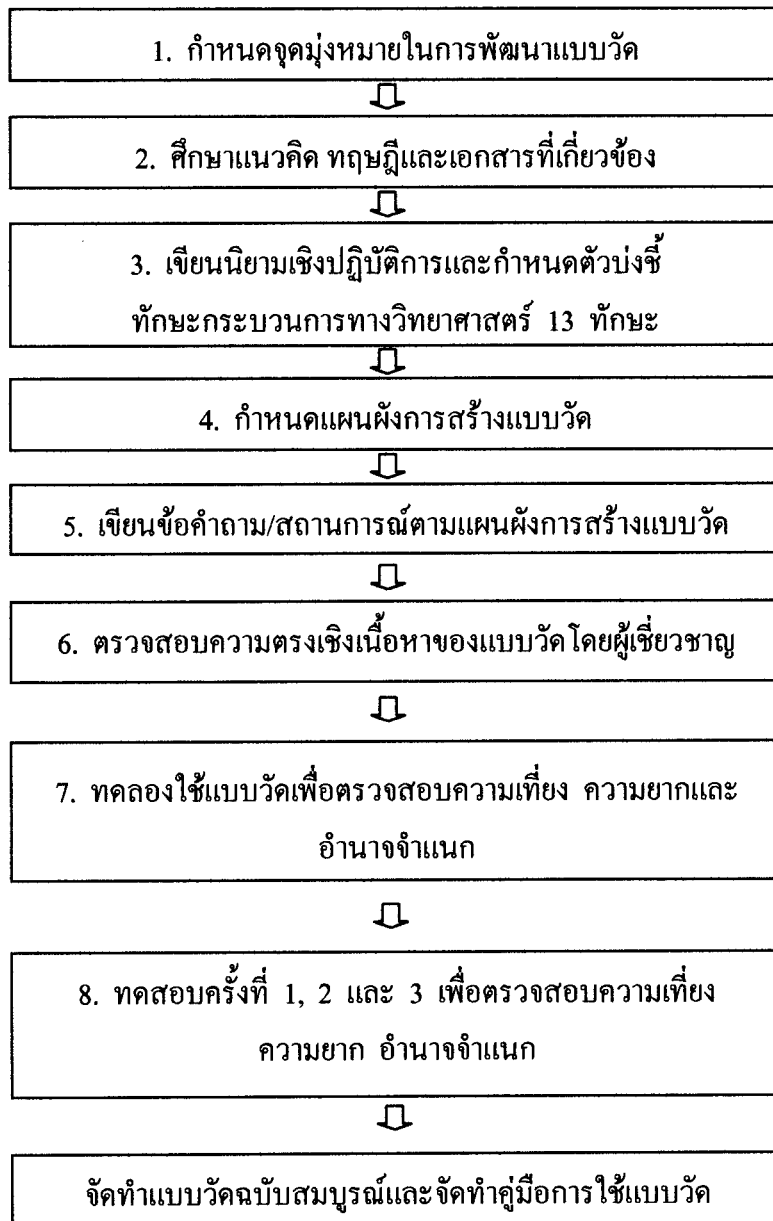 1. กำหนดจุดมุ่งหมายในการพัฒนาแบบวัด
2. ศึกษาแนวคิด ทฤษฎีและเอกสารที่เกี่ยวข้อง
3. เขียนนิยามเชิงปฏิบัติการและกำหนดตัวบ่งชี้
ทักษะกระบวนการทางวิทยาศาสตร์ 13 ทักษะ
4. กำหนดแผนผังการสร้างแบบวัด
5. เขียนข้อคำถาม/สถานการณ์ตามแผนผังการสร้างแบบวัด
6. ตรวจสอบความตรงเชิงเนื้อหาของแบบวัดโดยผู้เชี่ยวชาญ
7. ทดลองใช้แบบวัดเพื่อตรวจสอบความเที่ยง ความยากและ
อำนาจจำแนก
8. ทดสอบครั้งที่ 1, 2 และ 3 เพื่อตรวจสอบความเที่ยง
ความยาก อำนาจจำแนก
จัดทำแบบวัดฉบับสมบูรณ์และจัดทำคู่มือการใช้แบบวัด